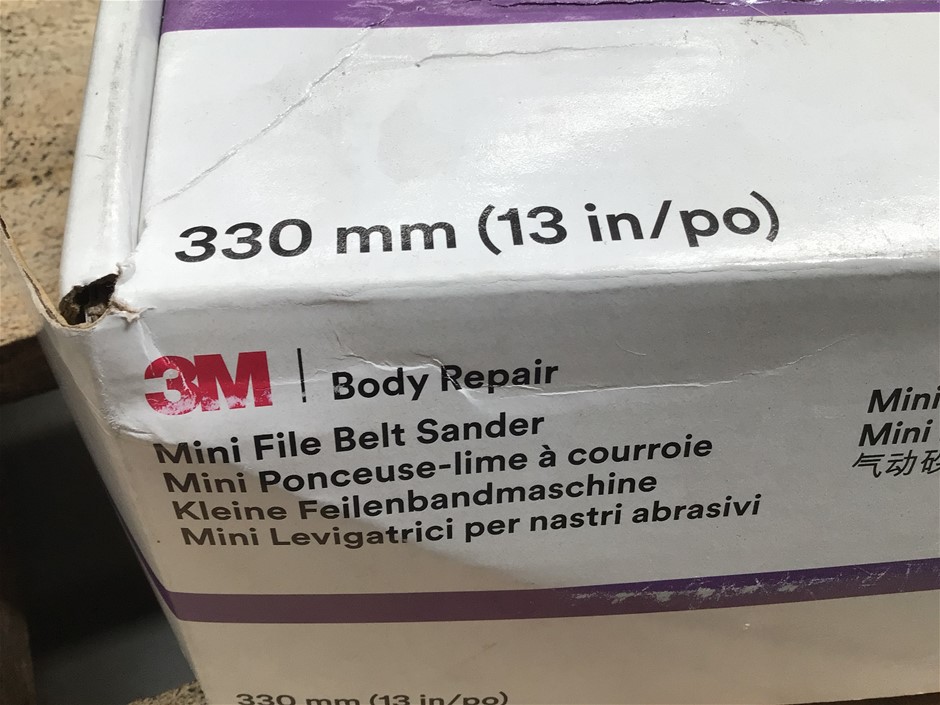 330 mm (13 in/po)
3M | Body Repair
Mini File Belt Sander
Mini Ponceuse-lime à courroie
Kleine Feilenbandmaschine
Mini Levigatrici per nastri abrasivi
Mini
Mini
气动砂
330 mm (13 in/po)